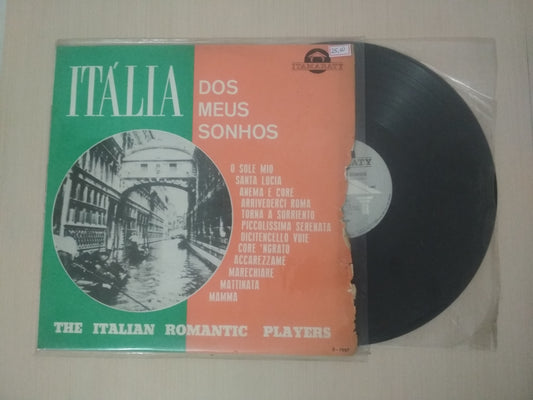 ITÁLIA
DOS
MEUS
SONHOS
ITAMARATY
O SOLE MIO
SANTA LUCIA
ANEMA E CORE
ARRIVEDERCI ROMA
TORNA A SORRIENTO
PICCOLISSIMA SERENATA
DICITENCELLO VUIE
CORE 'NGRATO
ACCAREZZAME
MARECHIARE
MATTINATA
MAMMA
THE ITALIAN ROMANTIC PLAYERS